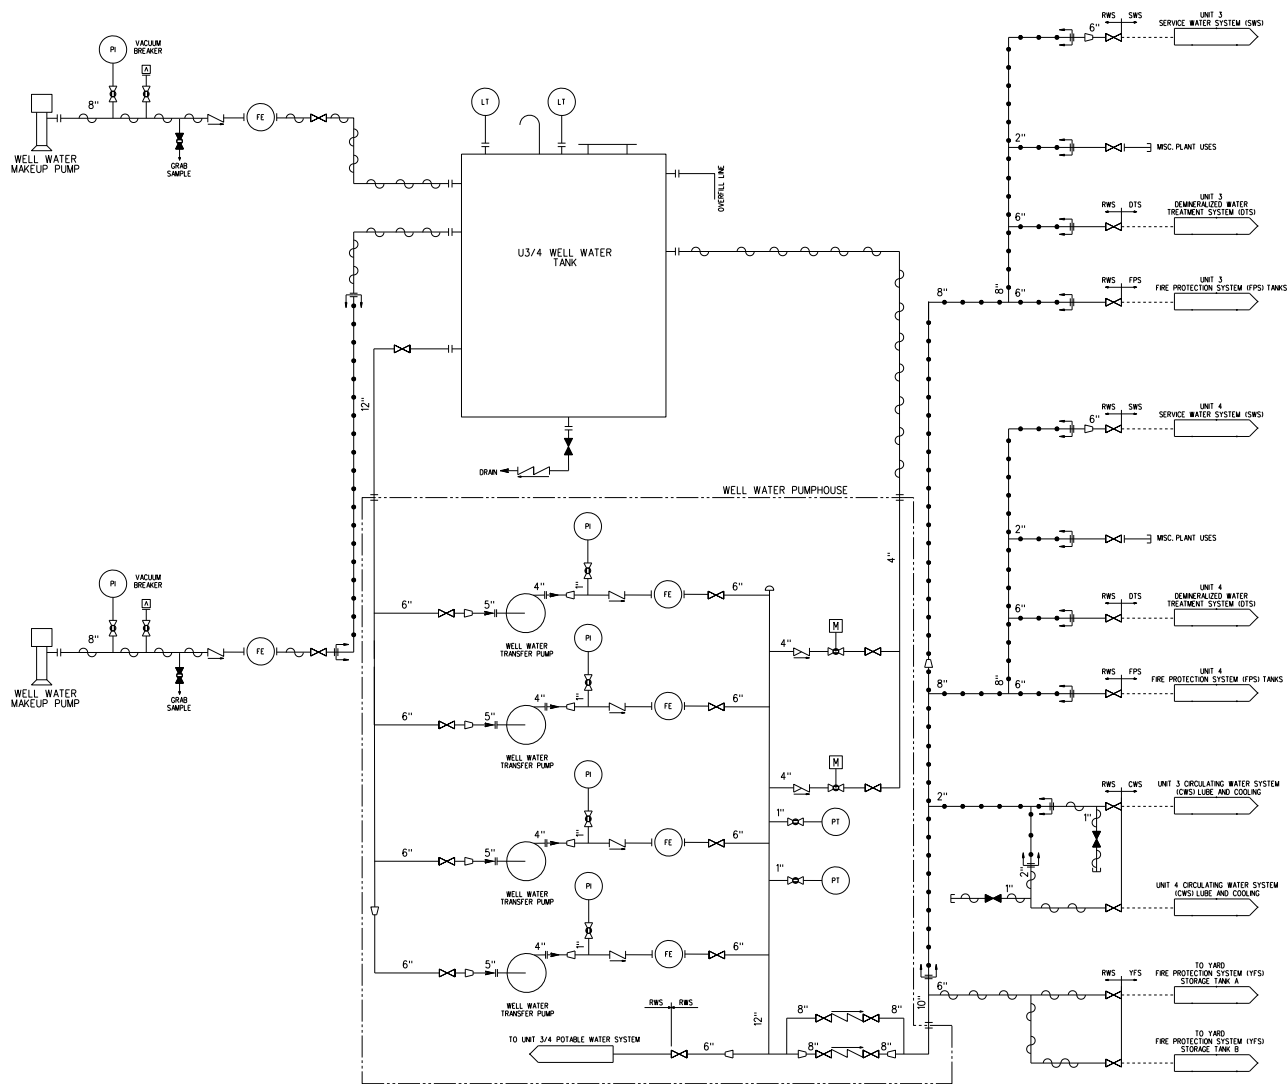 PI
VACUUM
BREAKER
A
8"
FE
GRAB
SAMPLE
WELL WATER
MAKEUP PUMP
LT
LT
U3/4 WELL WATER
TANK
OVERFILL LINE
12"
DRAIN
PI
VACUUM
BREAKER
A
8"
FE
GRAB
SAMPLE
WELL WATER
MAKEUP PUMP
WELL WATER PUMPHOUSE
4"
PI
6"
5"
4"
1"
FE
6"
WELL WATER
TRANSFER PUMP
PI
6"
5"
4"
1"
FE
6"
WELL WATER
TRANSFER PUMP
PI
6"
5"
4"
1"
FE
6"
WELL WATER
TRANSFER PUMP
PI
6"
5"
4"
1"
FE
6"
WELL WATER
TRANSFER PUMP
4"
M
4"
M
1"
PT
1"
PT
12"
RWS RWS
TO UNIT 3/4 POTABLE WATER SYSTEM
6"
8" 8"
8" 8"
10"
6" RWS SWS
UNIT 3
SERVICE WATER SYSTEM (SWS)
2"
MISC. PLANT USES
6" RWS DTS
UNIT 3
DEMINERALIZED WATER
TREATMENT SYSTEM (DTS)
8" 8" 6" RWS FPS
UNIT 3
FIRE PROTECTION SYSTEM (FPS) TANKS
6" RWS SWS
UNIT 4
SERVICE WATER SYSTEM (SWS)
2"
MISC. PLANT USES
6" RWS DTS
UNIT 4
DEMINERALIZED WATER
TREATMENT SYSTEM (DTS)
8" 8" 6" RWS FPS
UNIT 4
FIRE PROTECTION SYSTEM (FPS) TANKS
2" RWS CWS
UNIT 3 CIRCULATING WATER SYSTEM
(CWS) LUBE AND COOLING
1"
2"
1"
UNIT 4 CIRCULATING WATER SYSTEM
(CWS) LUBE AND COOLING
6" RWS YFS
TO YARD
FIRE PROTECTION SYSTEM (YFS)
STORAGE TANK A
TO YARD
FIRE PROTECTION SYSTEM (YFS)
STORAGE TANK B